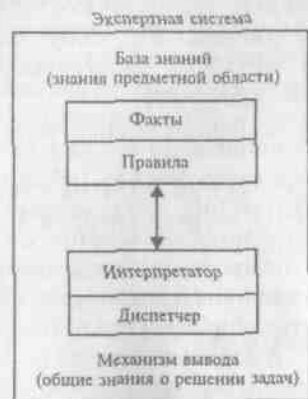 Экспертная система
База знаний
(знания предметной области)
Факты
Правила
Интерпретатор
Диспетчер
Механизм вывода
(общие знания о решении задач)